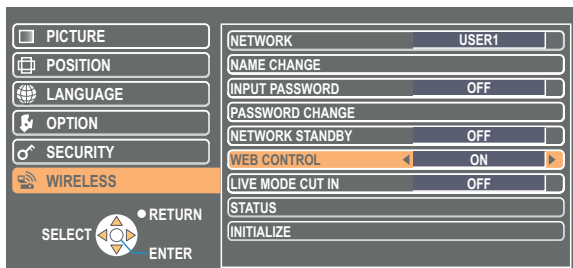 PICTURE
POSITION
LANGUAGE
OPTION
SECURITY
WIRELESS
RETURN
SELECT
ENTER
NETWORK USER1
NAME CHANGE
INPUT PASSWORD OFF
PASSWORD CHANGE
NETWORK STANDBY OFF
WEB CONTROL ON
LIVE MODE CUT IN OFF
STATUS
INITIALIZE